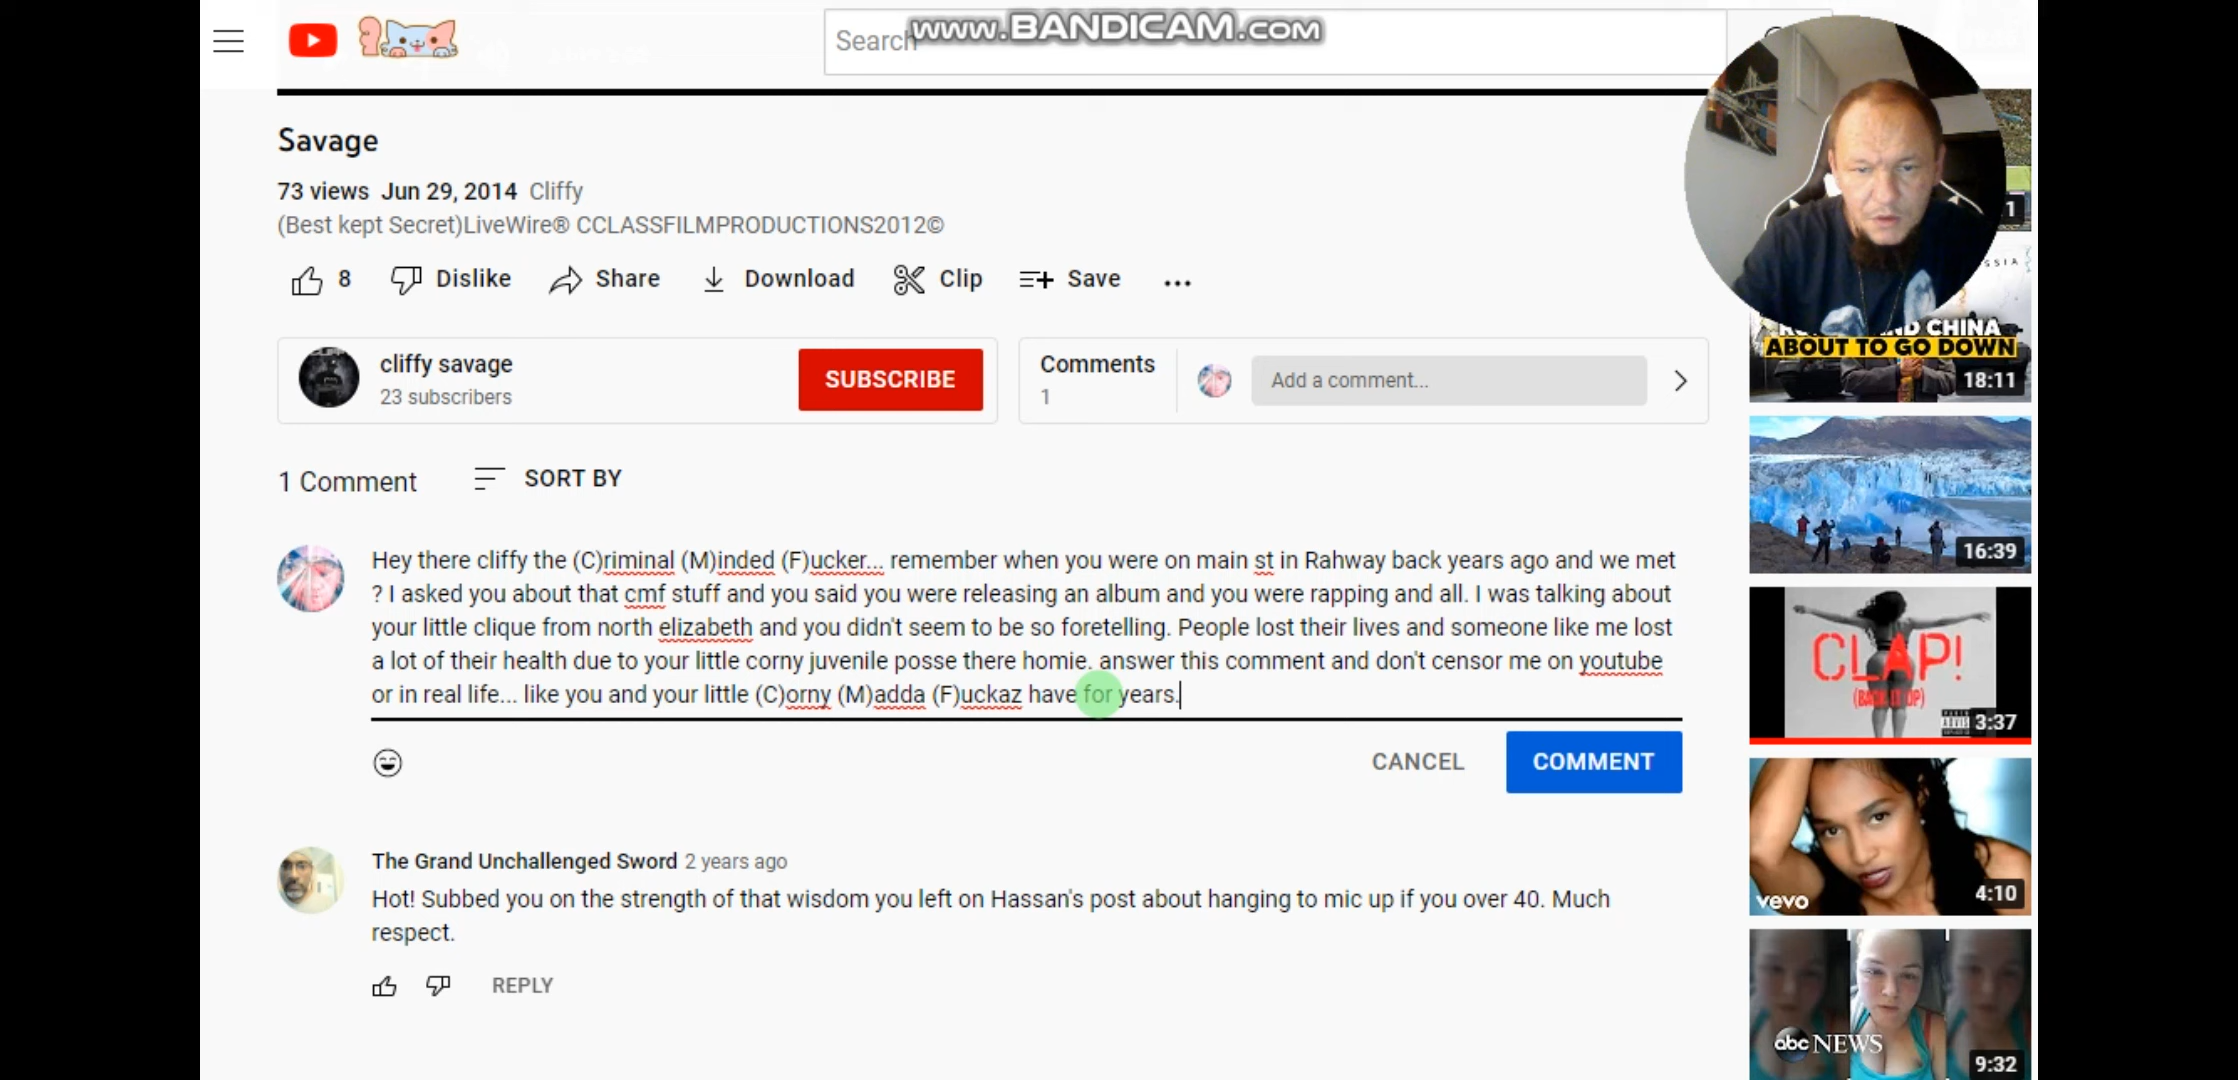 www.BANDICAM.com
Search
Savage
73 views Jun 29, 2014 Cliffy
(Best kept Secret)LiveWire® CCLASSFILMPRODUCTIONS2012©
8 Dislike Share Download Clip Save ...
cliffy savage
23 subscribers
SUBSCRIBE
Comments
1
Add a comment...
1 Comment SORT BY
Hey there cliffy the (C)riminal (M)inded (F)ucker... remember when you were on main st in Rahway back years ago and we met
? I asked you about that cmf stuff and you said you were releasing an album and you were rapping and all. I was talking about
your little clique from north elizabeth and you didn't seem to be so foretelling. People lost their lives and someone like me lost
a lot of their health due to your little corny juvenile posse there homie. answer this comment and don't censor me on youtube
or in real life... like you and your little (C)orny (M)adda (F)uckaz have for years.
CANCEL COMMENT
The Grand Unchallenged Sword 2 years ago
Hot! Subbed you on the strength of that wisdom you left on Hassan's post about hanging to mic up if you over 40. Much
respect.
REPLY
CHINA
ABOUT TO GO DOWN
18:11
16:39
CLAP!
(BACK IT UP)
3:37
vevo
4:10
abc NEWS
9:32